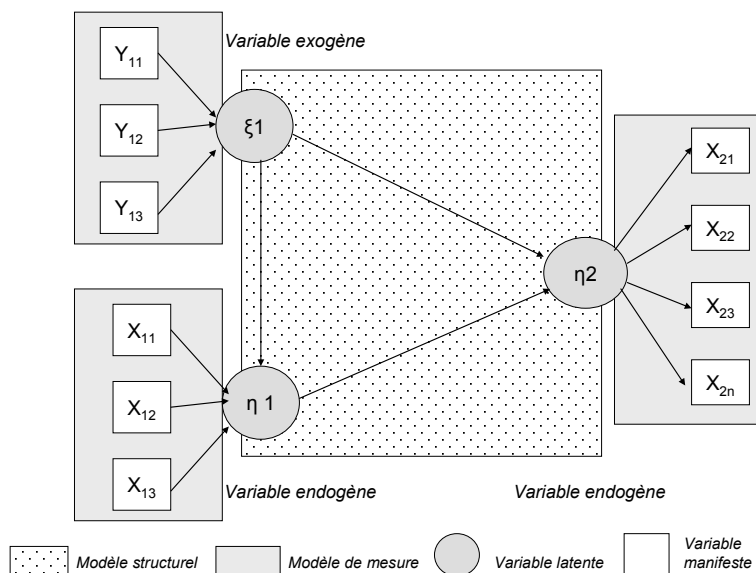 Variable exogène
Y11
Y12
Y13
ξ1
X21
X22
X23
X2n
η2
X11
X12
X13
η 1
Variable endogène
Variable endogène
Modèle structurel
Modèle de mesure
Variable latente
Variable
manifeste